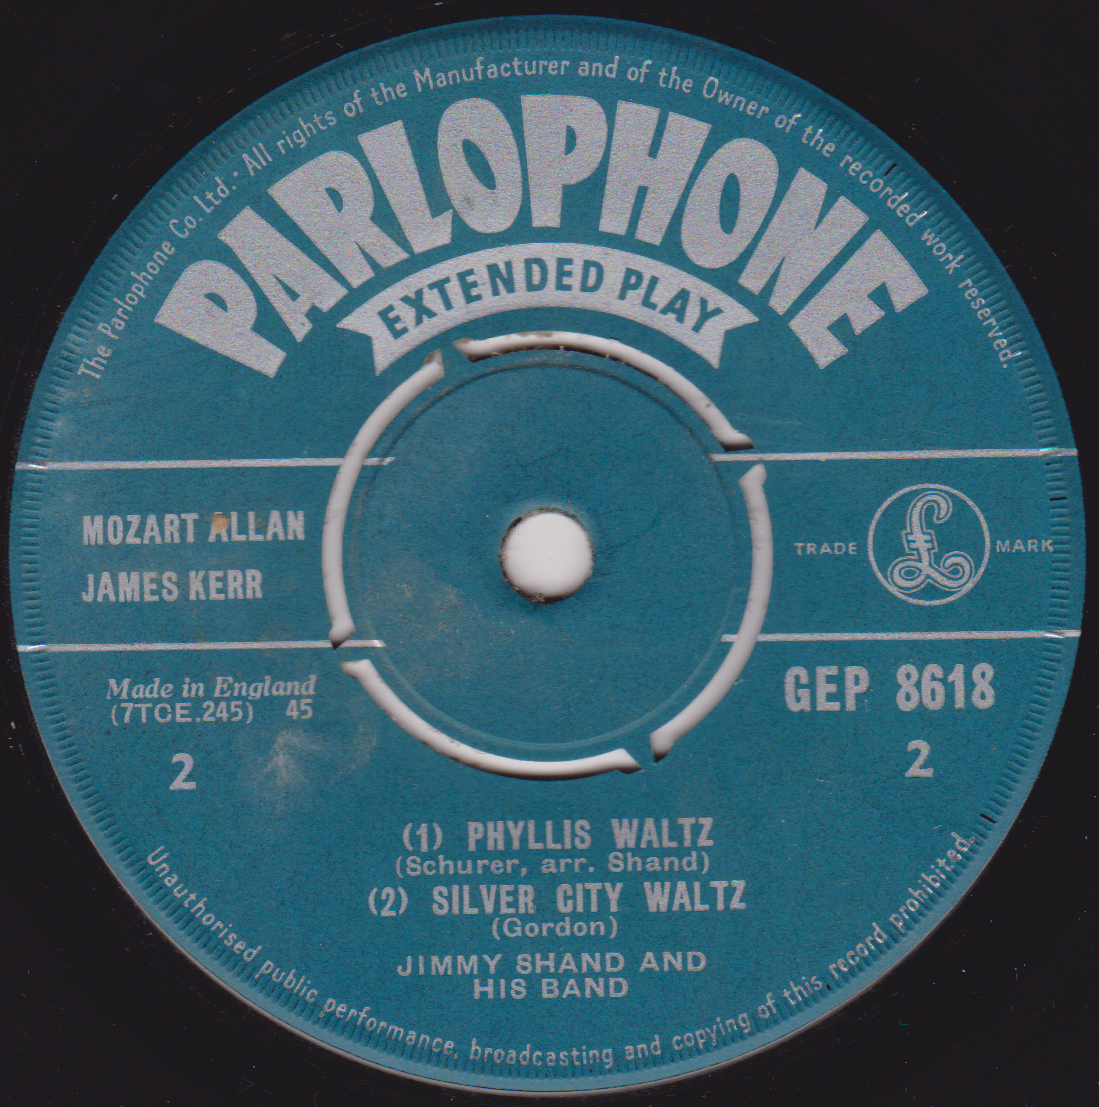 The Parlophone Co. Ltd. · All rights of the Manufacturer and of the Owner of the recorded work reserved.
PARLOPHONE
EXTENDED PLAY
MOZART ALLAN
JAMES KERR
TRADE £ MARK
Made in England
(7TCE.245) 45
GEP 8618
2
2
(1) PHYLLIS WALTZ
(Schurer, arr. Shand)
(2) SILVER CITY WALTZ
(Gordon)
JIMMY SHAND AND
HIS BAND
Unauthorised public performance, broadcasting and copying of this record prohibited.